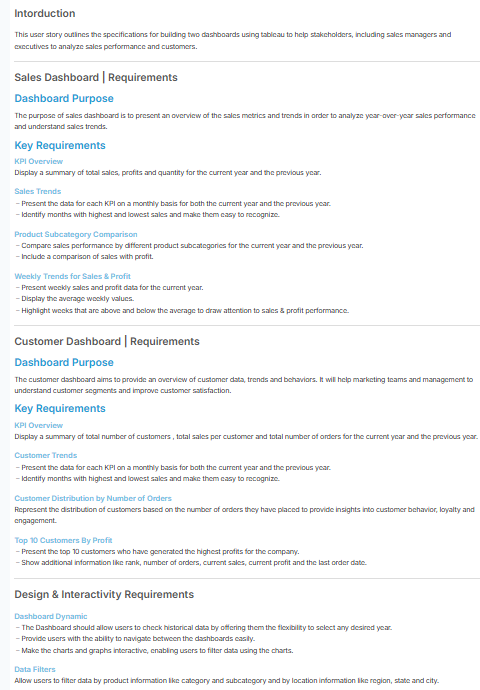 Intorduction
This user story outlines the specifications for building two dashboards using tableau to help stakeholders, including sales managers and
executives to analyze sales performance and customers.
Sales Dashboard | Requirements
Dashboard Purpose
The purpose of sales dashboard is to present an overview of the sales metrics and trends in order to analyze year-over-year sales performance
and understand sales trends.
Key Requirements
KPI Overview
Display a summary of total sales, profits and quantity for the current year and the previous year.
Sales Trends
- Present the data for each KPI on a monthly basis for both the current year and the previous year.
- Identify months with highest and lowest sales and make them easy to recognize.
Product Subcategory Comparison
- Compare sales performance by different product subcategories for the current year and the previous year.
- Include a comparison of sales with profit.
Weekly Trends for Sales & Profit
- Present weekly sales and profit data for the current year.
- Display the average weekly values.
- Highlight weeks that are above and below the average to draw attention to sales & profit performance.
Customer Dashboard | Requirements
Dashboard Purpose
The customer dashboard aims to provide an overview of customer data, trends and behaviors. It will help marketing teams and management to
understand customer segments and improve customer satisfaction.
Key Requirements
KPI Overview
Display a summary of total number of customers , total sales per customer and total number of orders for the current year and the previous year.
Customer Trends
- Present the data for each KPI on a monthly basis for both the current year and the previous year.
- Identify months with highest and lowest sales and make them easy to recognize.
Customer Distribution by Number of Orders
Represent the distribution of customers based on the number of orders they have placed to provide insights into customer behavior, loyalty and
engagement.
Top 10 Customers By Profit
- Present the top 10 customers who have generated the highest profits for the company.
- Show additional information like rank, number of orders, current sales, current profit and the last order date.
Design & Interactivity Requirements
Dashboard Dynamic
- The Dashboard should allow users to check historical data by offering them the flexibility to select any desired year.
- Provide users with the ability to navigate between the dashboards easily.
- Make the charts and graphs interactive, enabling users to filter data using the charts.
Data Filters
Allow users to filter data by product information like category and subcategory and by location information like region, state and city.